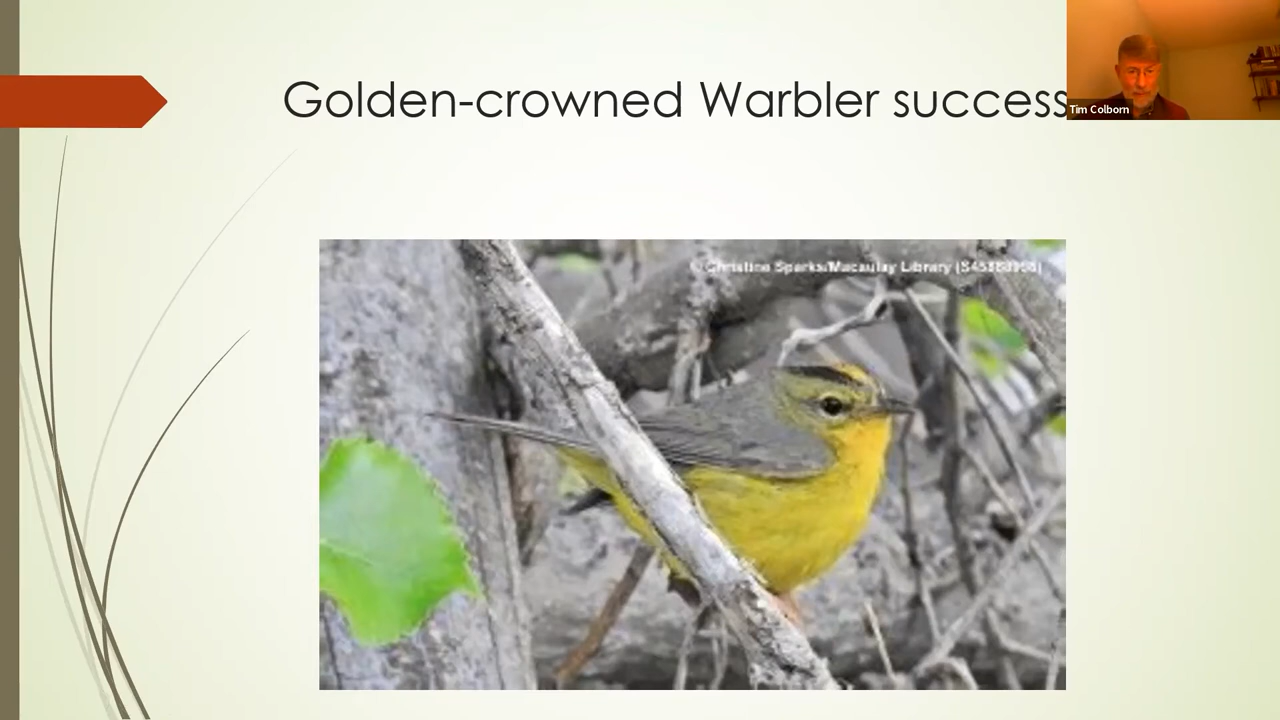 Golden-crowned Warbler success
Tim Colborn
© Christine Sparks/Macaulay Library